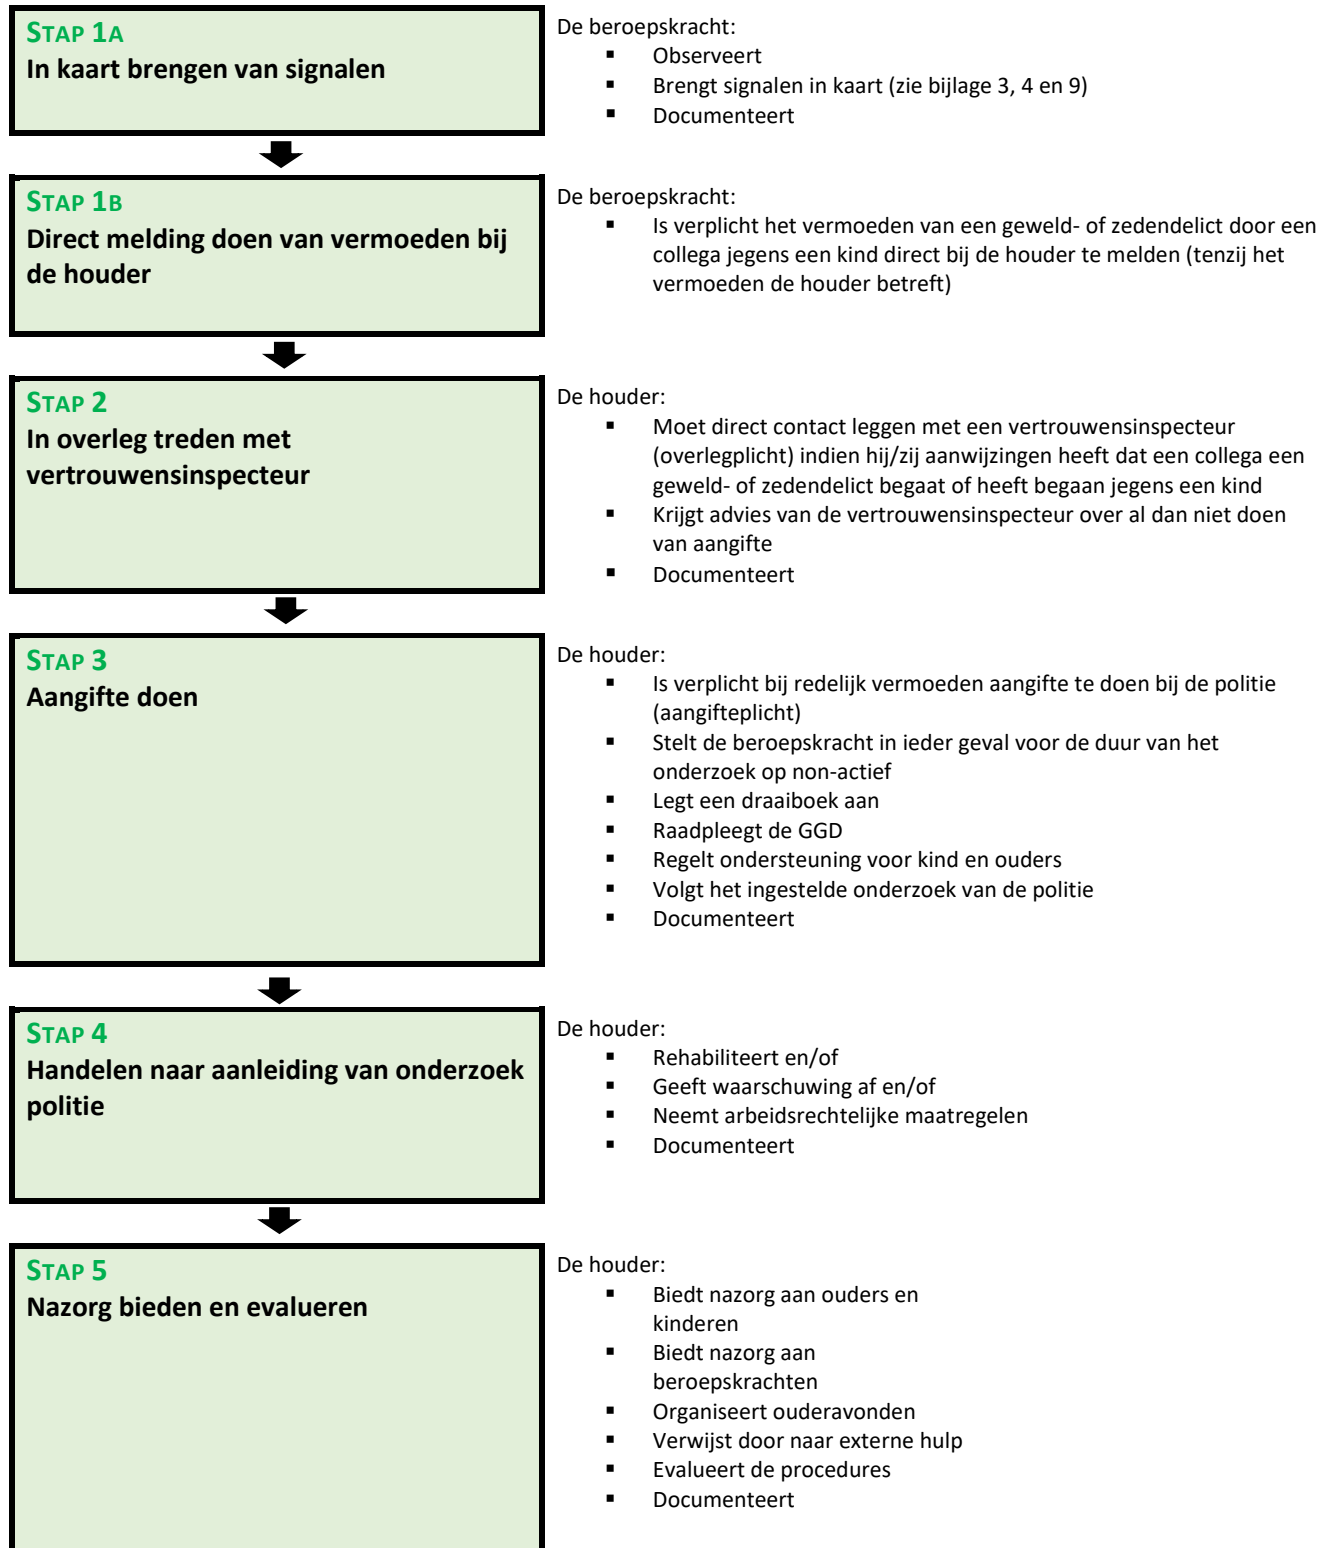 STAP 1A
In kaart brengen van signalen
De beroepskracht:
▪ Observeert
▪ Brengt signalen in kaart (zie bijlage 3, 4 en 9)
▪ Documenteert
STAP 1B
Direct melding doen van vermoeden bij
de houder
De beroepskracht:
▪ Is verplicht het vermoeden van een geweld- of zedendelict door een
collega jegens een kind direct bij de houder te melden (tenzij het
vermoeden de houder betreft)
STAP 2
In overleg treden met
vertrouwensinspecteur
De houder:
▪ Moet direct contact leggen met een vertrouwensinspecteur
(overlegplicht) indien hij/zij aanwijzingen heeft dat een collega een
geweld- of zedendelict begaat of heeft begaan jegens een kind
▪ Krijgt advies van de vertrouwensinspecteur over al dan niet doen
van aangifte
▪ Documenteert
STAP 3
Aangifte doen
De houder:
▪ Is verplicht bij redelijk vermoeden aangifte te doen bij de politie
(aangifteplicht)
▪ Stelt de beroepskracht in ieder geval voor de duur van het
onderzoek op non-actief
▪ Legt een draaiboek aan
▪ Raadpleegt de GGD
▪ Regelt ondersteuning voor kind en ouders
▪ Volgt het ingestelde onderzoek van de politie
▪ Documenteert
STAP 4
Handelen naar aanleiding van onderzoek
politie
De houder:
▪ Rehabiliteert en/of
▪ Geeft waarschuwing af en/of
▪ Neemt arbeidsrechtelijke maatregelen
▪ Documenteert
STAP 5
Nazorg bieden en evalueren
De houder:
▪ Biedt nazorg aan ouders en
kinderen
▪ Biedt nazorg aan
beroepskrachten
▪ Organiseert ouderavonden
▪ Verwijst door naar externe hulp
▪ Evalueert de procedures
▪ Documenteert